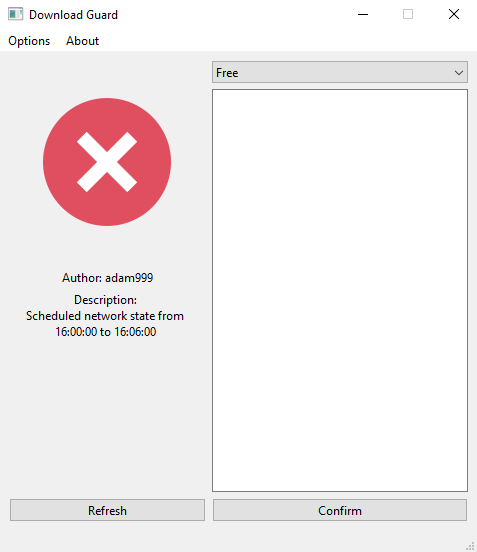 Download Guard
Options About
Free
Author: adam999
Description:
Scheduled network state from
16:00:00 to 16:06:00
Refresh
Confirm